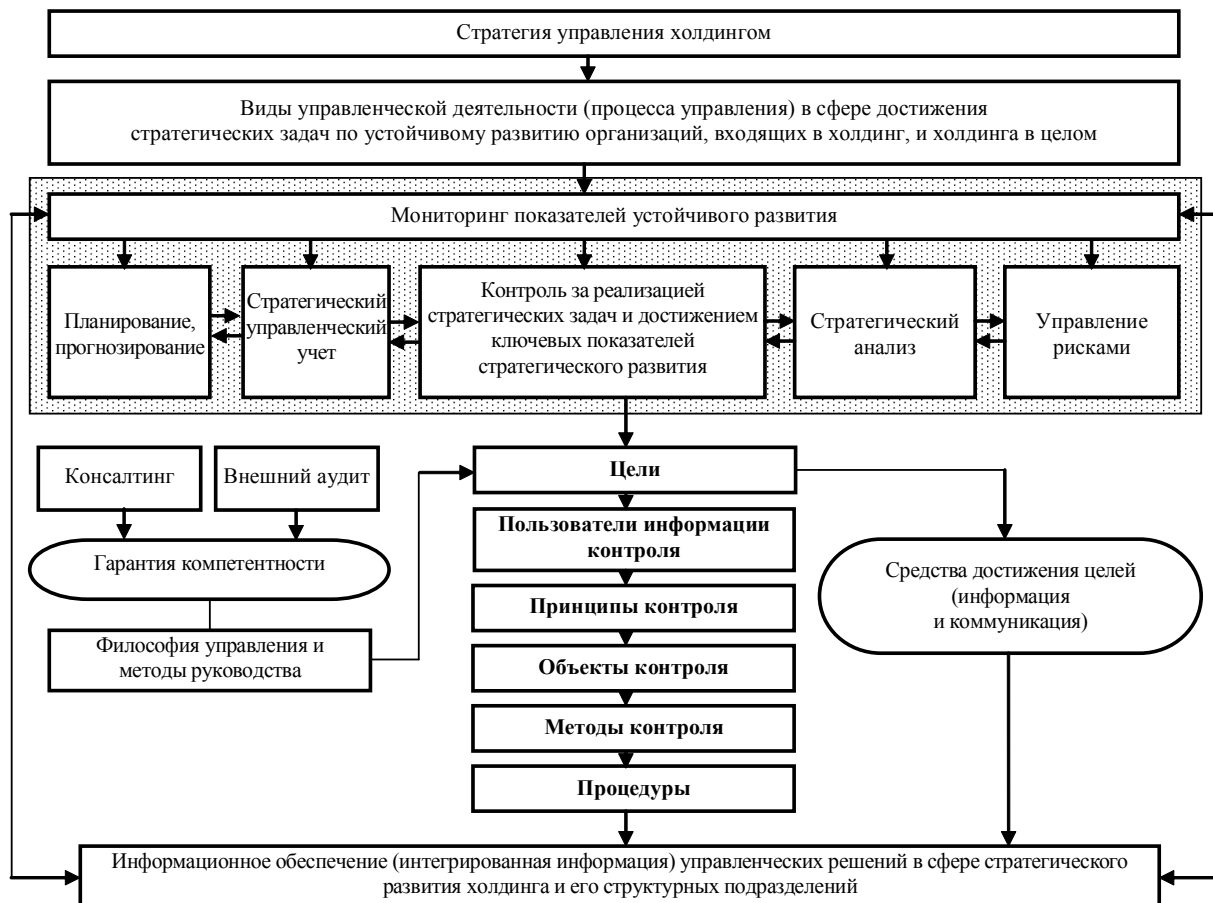 Стратегия управления холдингом
Виды управленческой деятельности (процесса управления) в сфере достижения
стратегических задач по устойчивому развитию организаций, входящих в холдинг, и холдинга в целом
Мониторинг показателей устойчивого развития
Планирование,
прогнозирование
Стратегический
управленческий
учет
Контроль за реализацией
стратегических задач и достижением
ключевых показателей
стратегического развития
Стратегический
анализ
Управление
рисками
Консалтинг
Внешний аудит
Гарантия компетентности
Философия управления и
методы руководства
Цели
Пользователи информации
контроля
Принципы контроля
Объекты контроля
Методы контроля
Процедуры
Средства достижения целей
(информация
и коммуникация)
Информационное обеспечение (интегрированная информация) управленческих решений в сфере стратегического
развития холдинга и его структурных подразделений